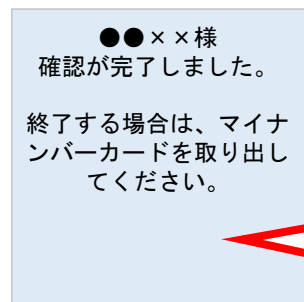 ●●××様
確認が完了しました。
終了する場合は、マイナ
ンバーカードを取り出し
てください。